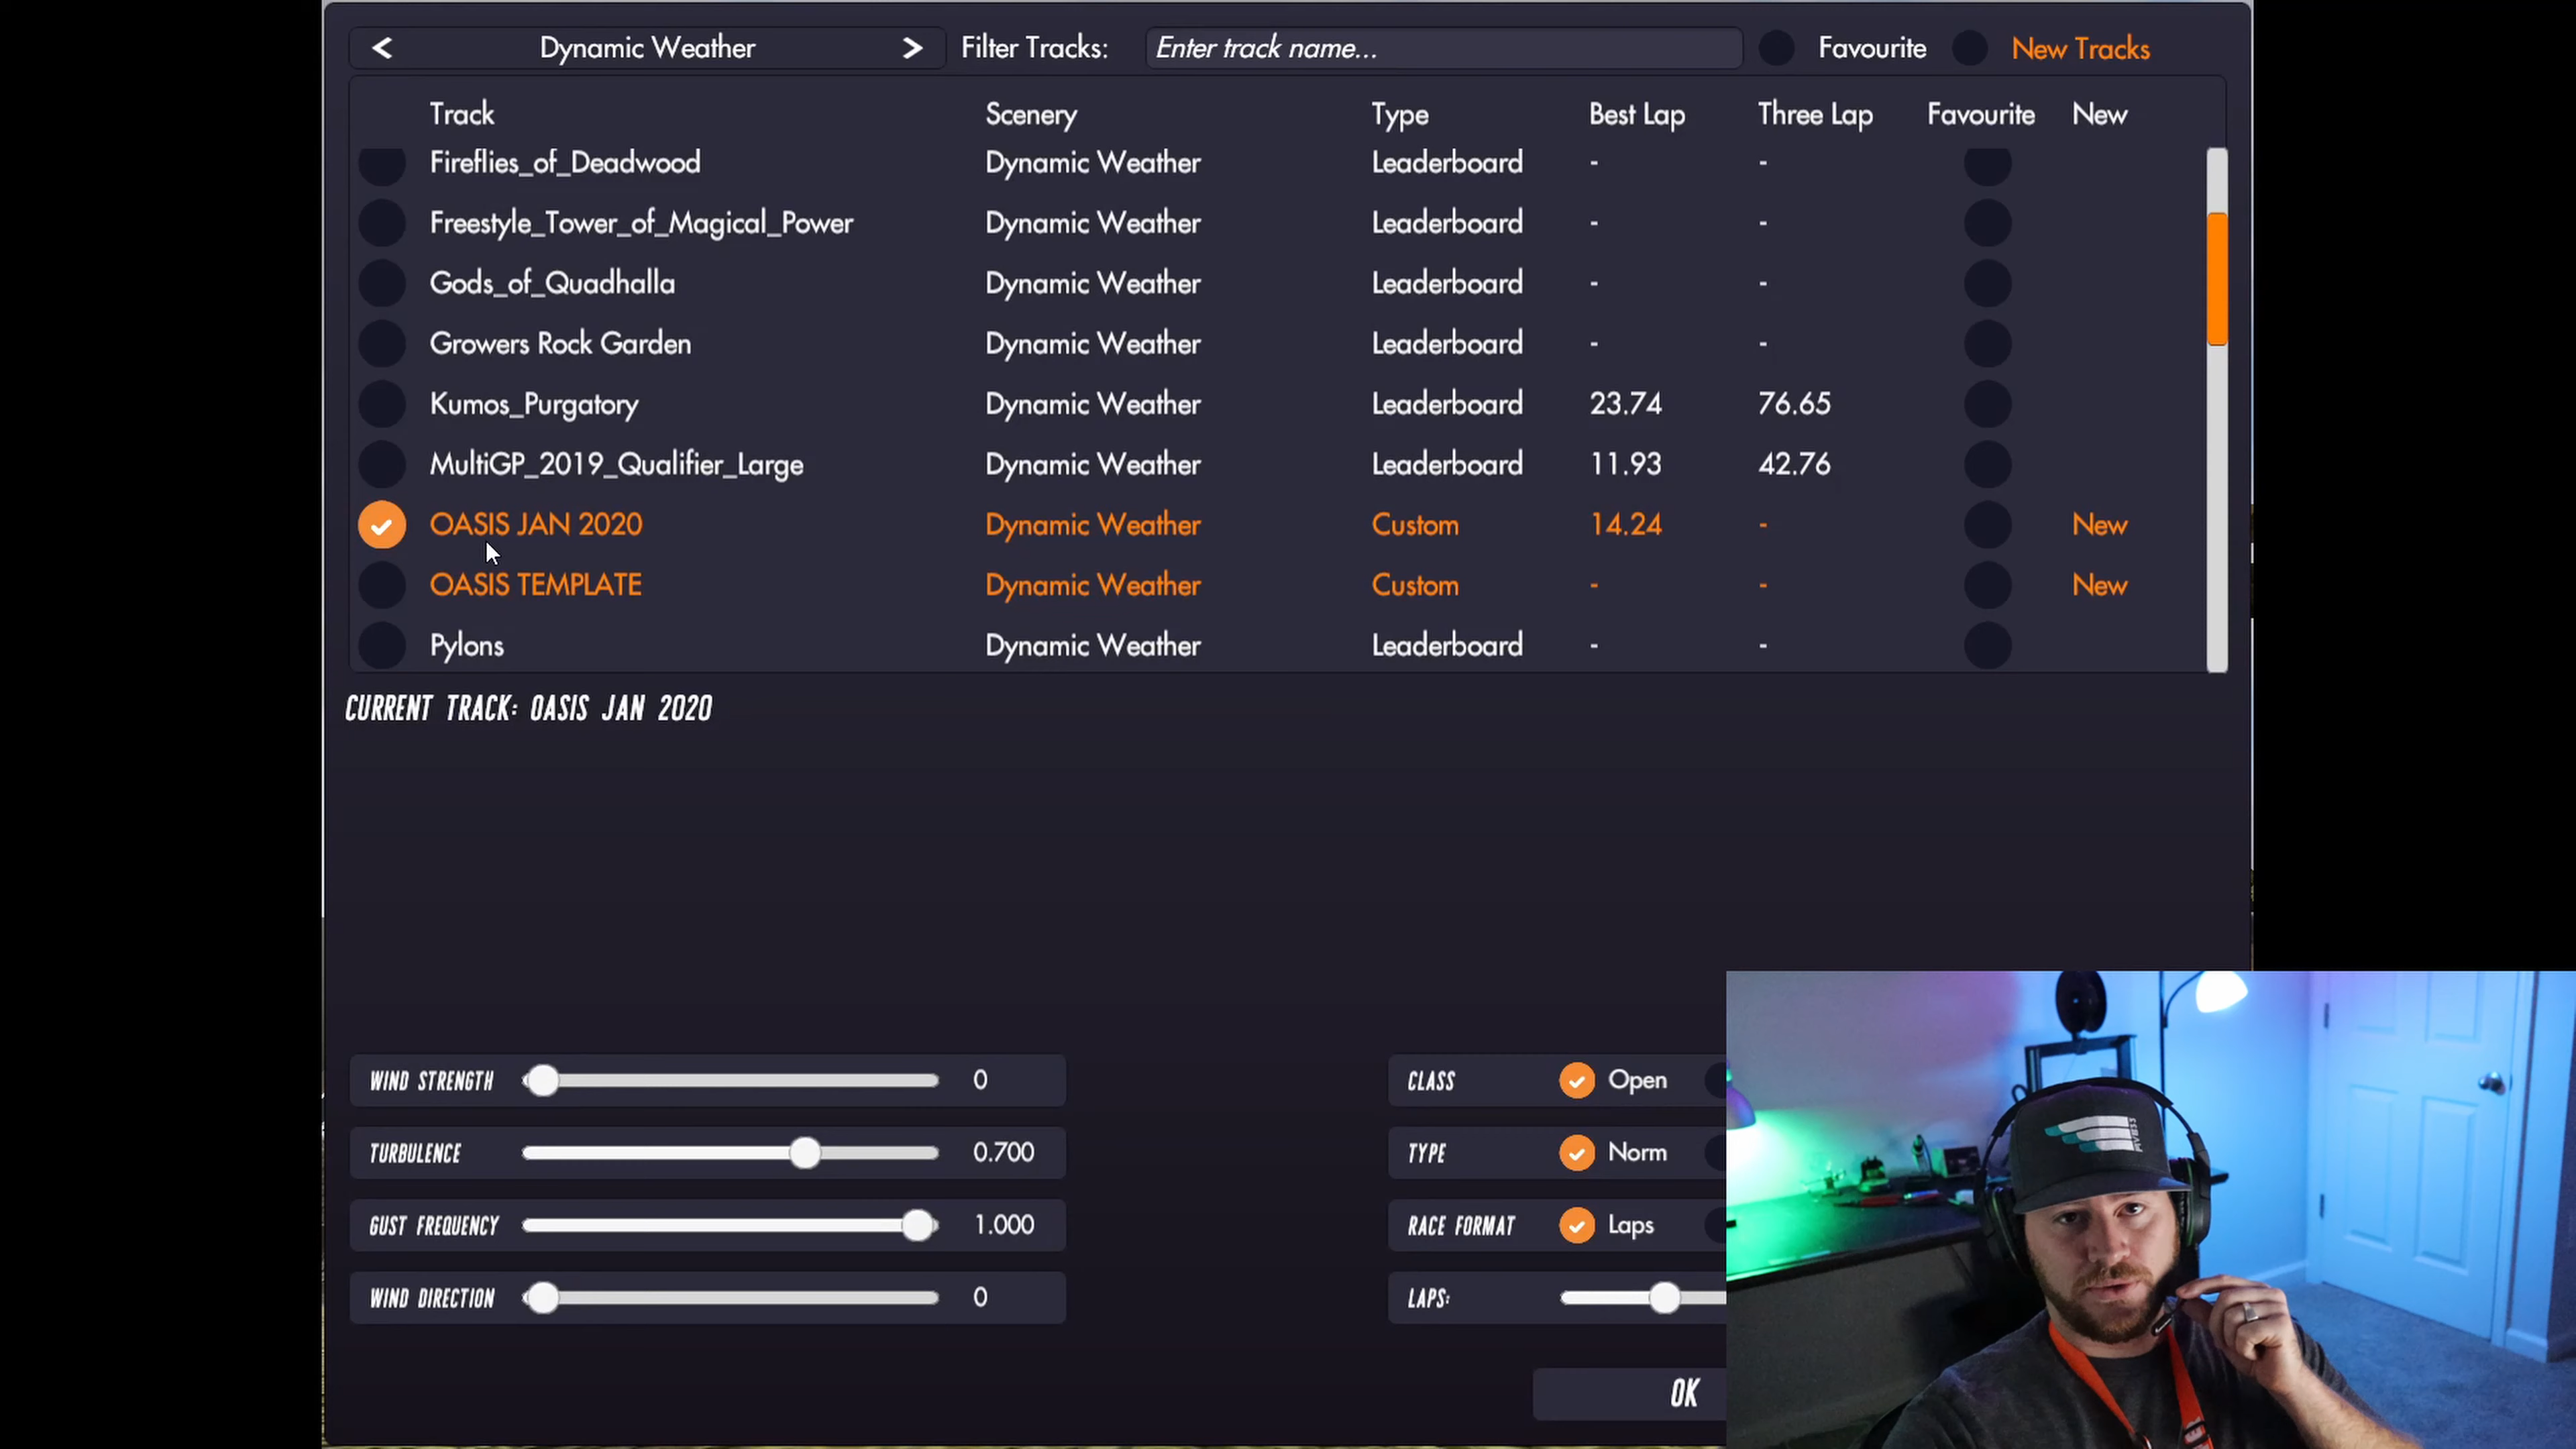 Dynamic Weather Filter Tracks: Enter track name... Favourite New Tracks
Track Scenery Type Best Lap Three Lap Favourite New
Fireflies_of_Deadwood Dynamic Weather Leaderboard - -
Freestyle_Tower_of_Magical_Power Dynamic Weather Leaderboard - -
Gods_of_Quadhalla Dynamic Weather Leaderboard - -
Growers Rock Garden Dynamic Weather Leaderboard - -
Kumos_Purgatory Dynamic Weather Leaderboard 23.74 76.65
MultiGP_2019_Qualifier_Large Dynamic Weather Leaderboard 11.93 42.76
OASIS JAN 2020 Dynamic Weather Custom 14.24 - New
OASIS TEMPLATE Dynamic Weather Custom - - New
Pylons Dynamic Weather Leaderboard - -
CURRENT TRACK: OASIS JAN 2020
WIND STRENGTH 0 CLASS Open
TURBULENCE 0.700 TYPE Norm
GUST FREQUENCY 1.000 RACE FORMAT Laps
WIND DIRECTION 0 LAPS:
OK